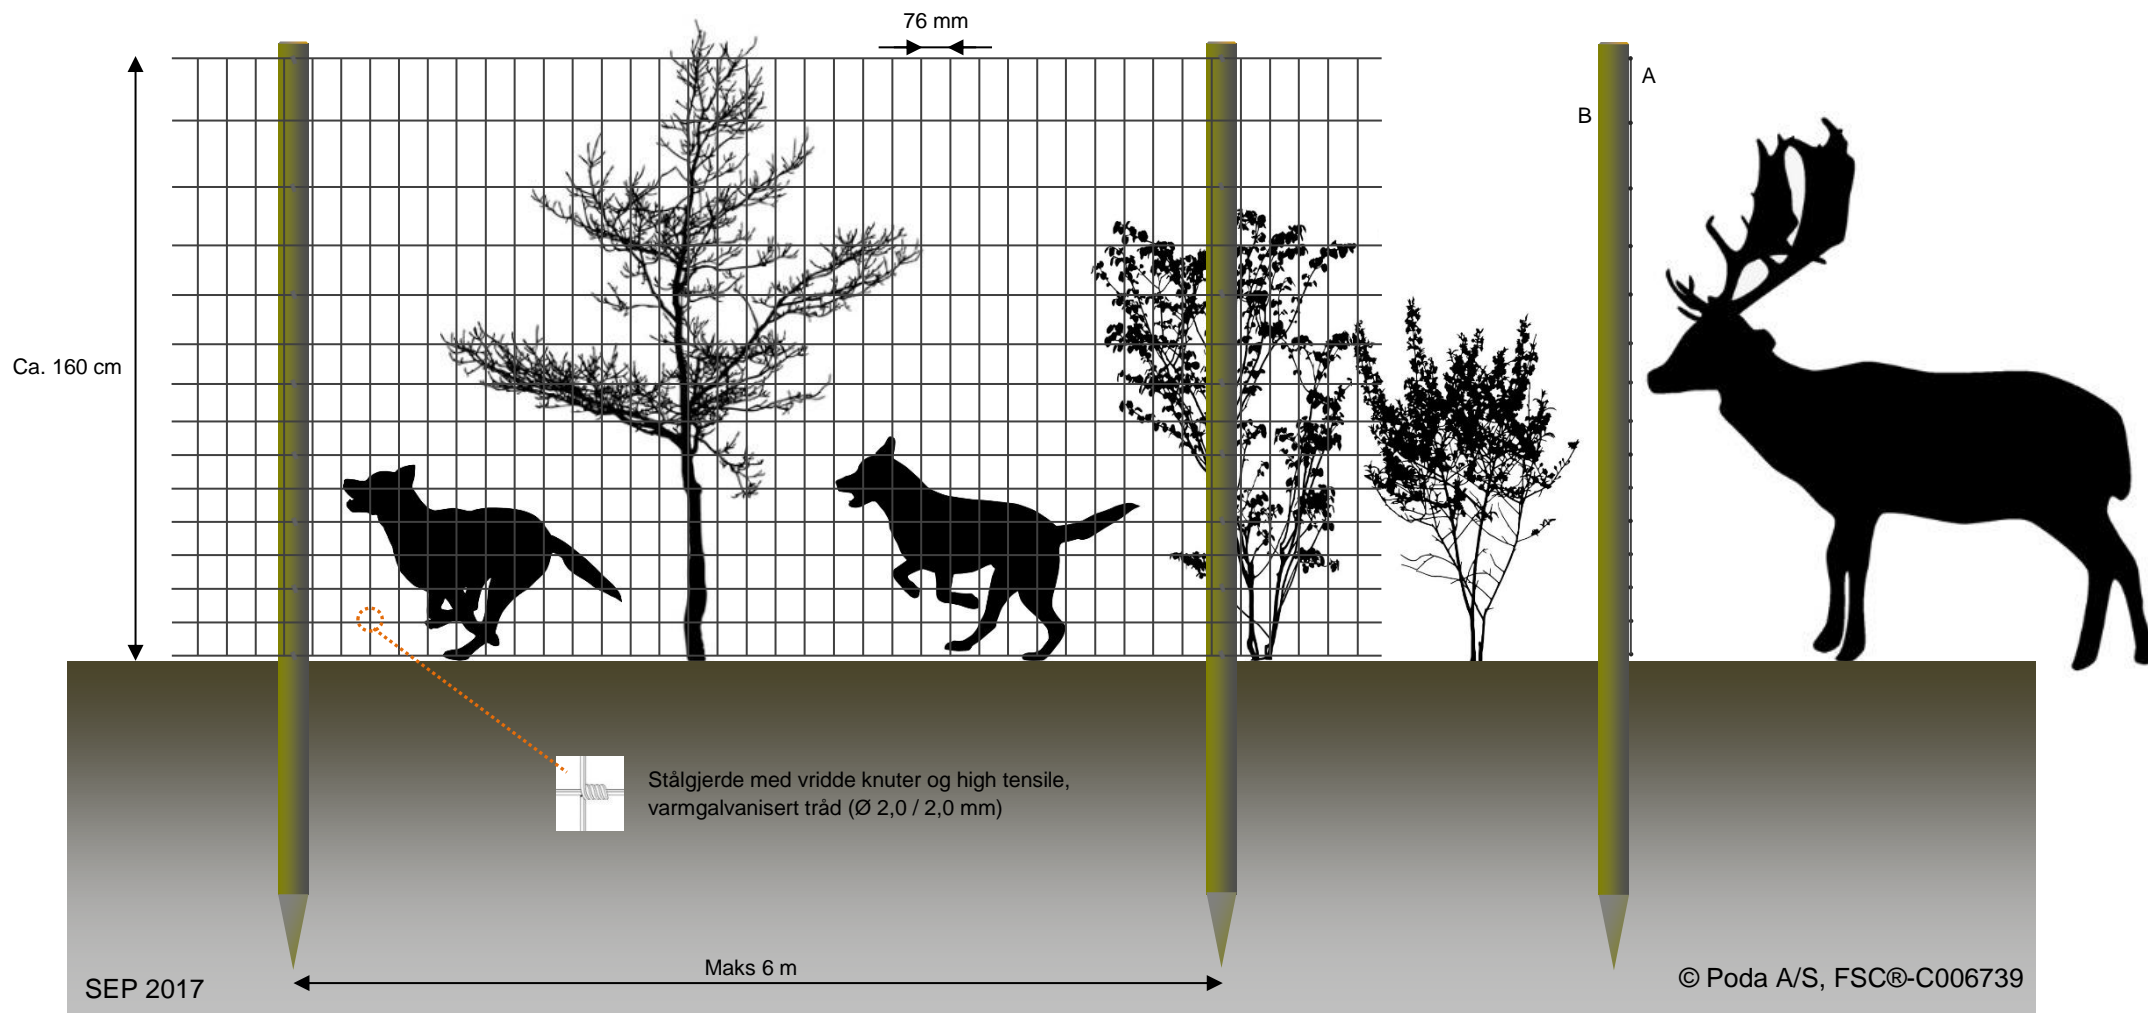 76 mm
A
B
Ca. 160 cm
Stålgjerde med vridde knuter og high tensile,
varmgalvanisert tråd (Ø 2,0 / 2,0 mm)
Maks 6 m
SEP 2017
© Poda A/S, FSC®-C006739